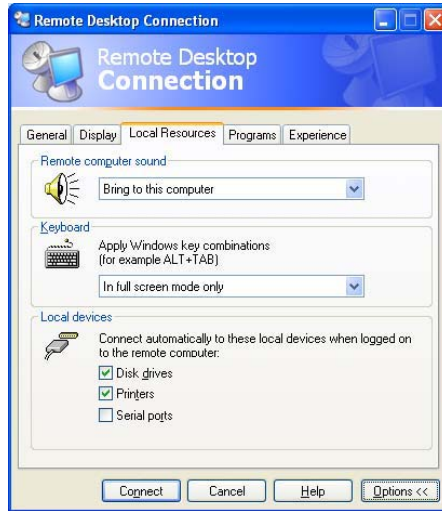 Remote Desktop Connection
Remote Desktop
Connection
General Display Local Resources Programs Experience
Remote computer sound
Bring to this computer
Keyboard
Apply Windows key combinations
(for example ALT+TAB)
In full screen mode only
Local devices
Connect automatically to these local devices when logged on
to the remote computer:
Disk drives
Printers
Serial ports
Connect Cancel Help Options <<